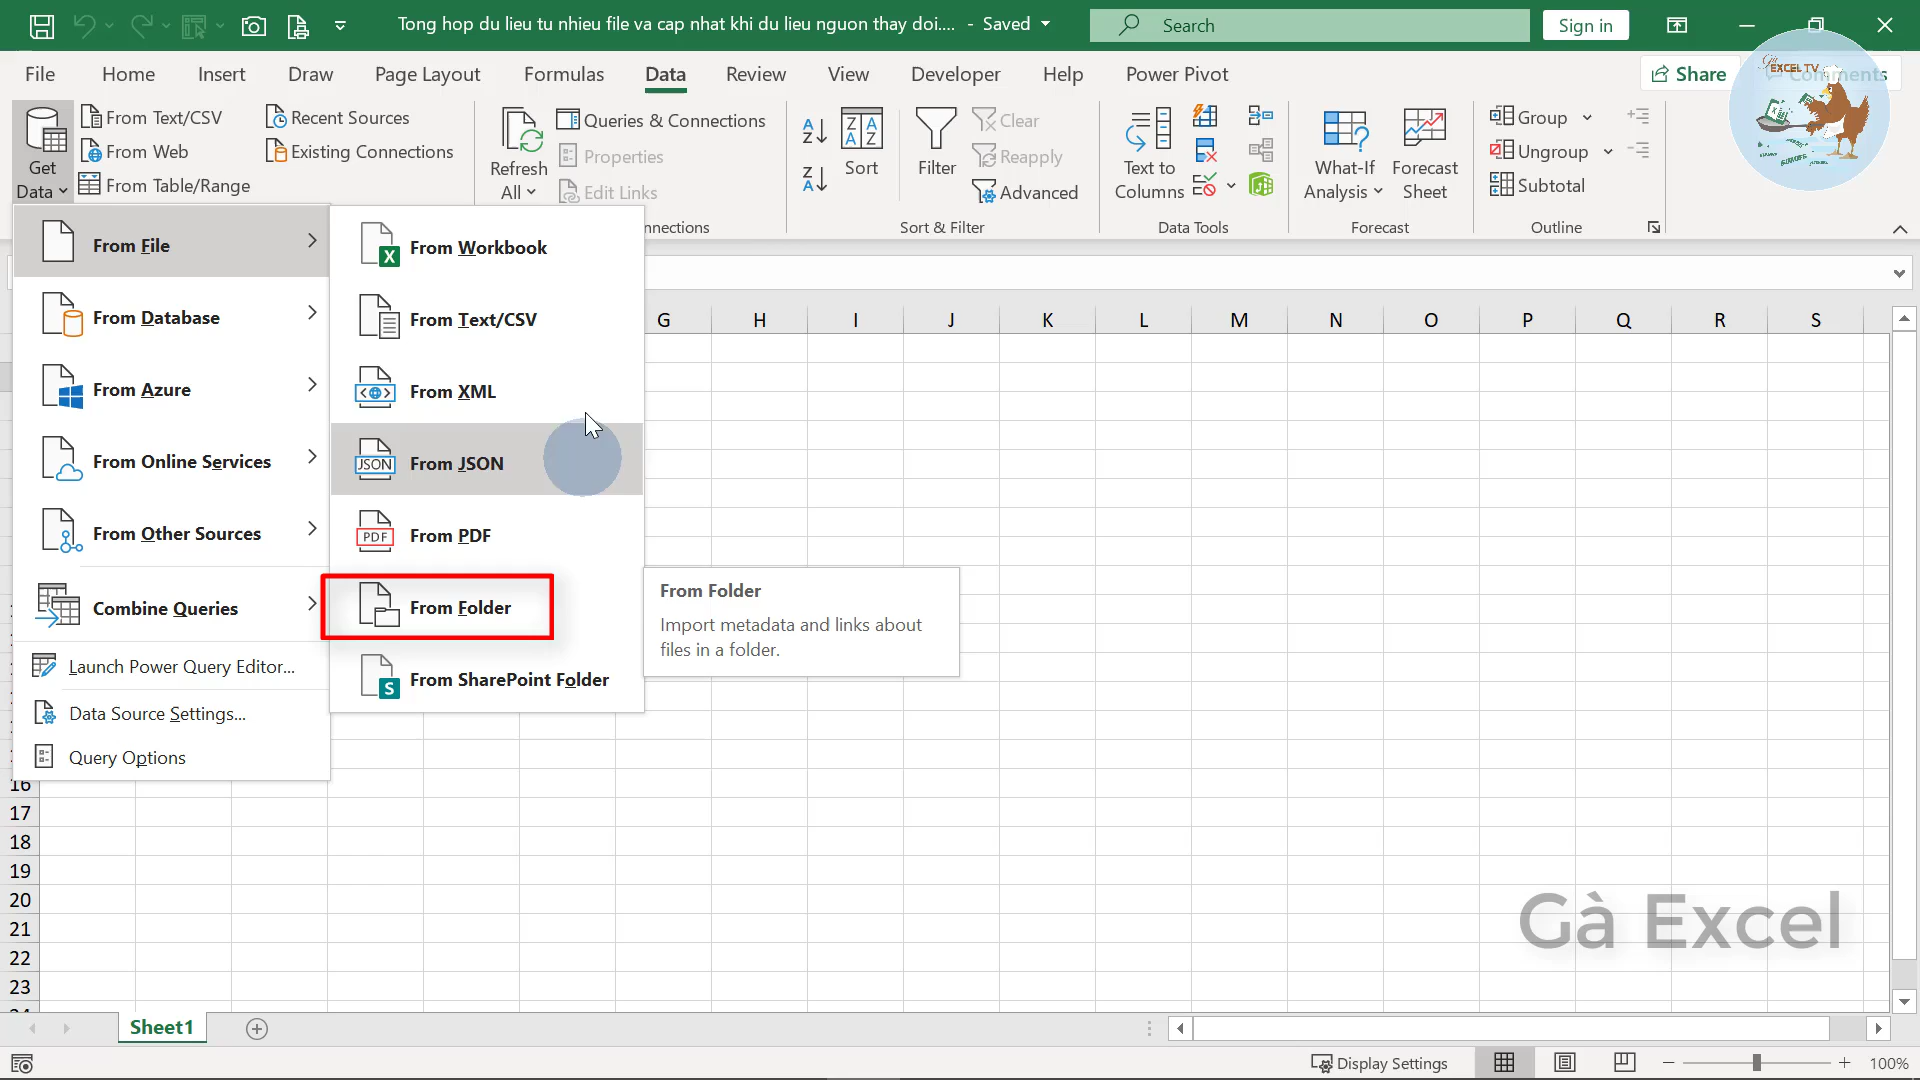 Tong hop du lieu tu nhieu file va cap nhat khi du lieu nguon thay doi.... - Saved
Search
Sign in
File Home Insert Draw Page Layout Formulas Data Review View Developer Help Power Pivot
Share
Comments
EXCEL TV
Get Data
From Text/CSV
From Web
From Table/Range
Recent Sources
Existing Connections
Refresh All
Queries & Connections
Properties
Edit Links
nnections
Sort
Filter
Clear
Reapply
Advanced
Sort & Filter
Text to Columns
Data Tools
What-If Analysis
Forecast Sheet
Forecast
Group
Ungroup
Subtotal
Outline
From File
From Database
From Azure
From Online Services
From Other Sources
Combine Queries
Launch Power Query Editor...
Data Source Settings...
Query Options
From Workbook
From Text/CSV
From XML
JSON
From JSON
PDF
From PDF
From Folder
From SharePoint Folder
From Folder
Import metadata and links about
files in a folder.
G H I J K L M N O P Q R S
16
17
18
19
20
21
22
23
Gà Excel
Sheet1
Display Settings
100%